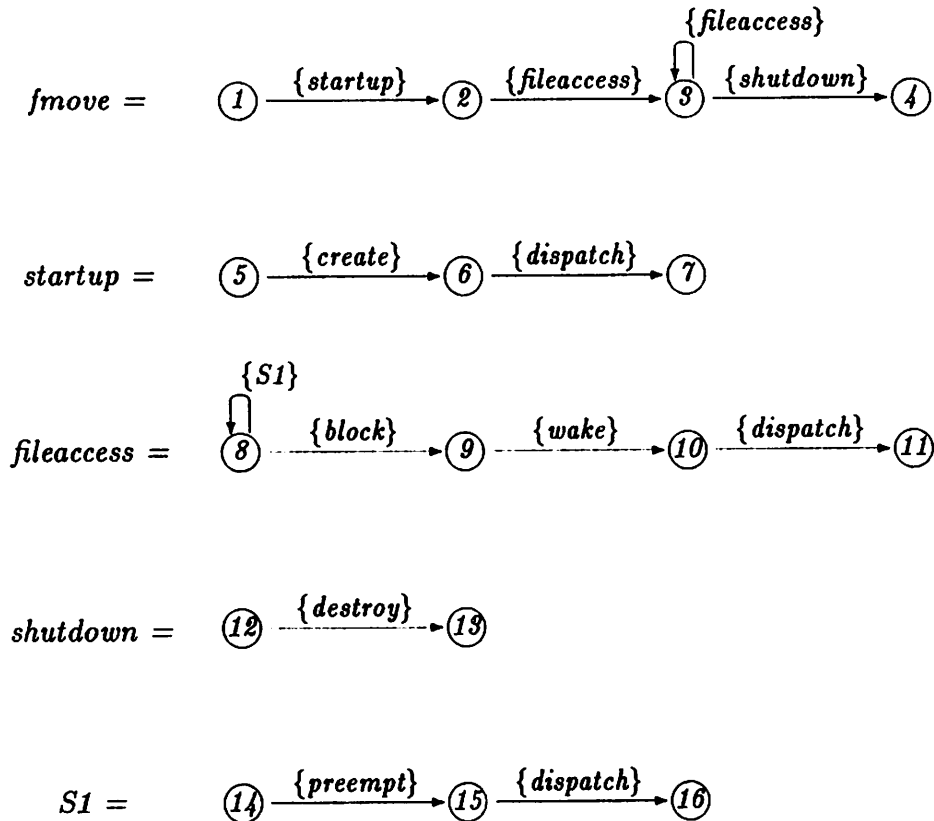 {fileaccess}
fmove = 1 {startup} 2 {fileaccess} 3 {shutdown} 4
startup = 5 {create} 6 {dispatch} 7
{S1}
fileaccess = 8 {block} 9 {wake} 10 {dispatch} 11
shutdown = 12 {destroy} 13
S1 = 14 {preempt} 15 {dispatch} 16